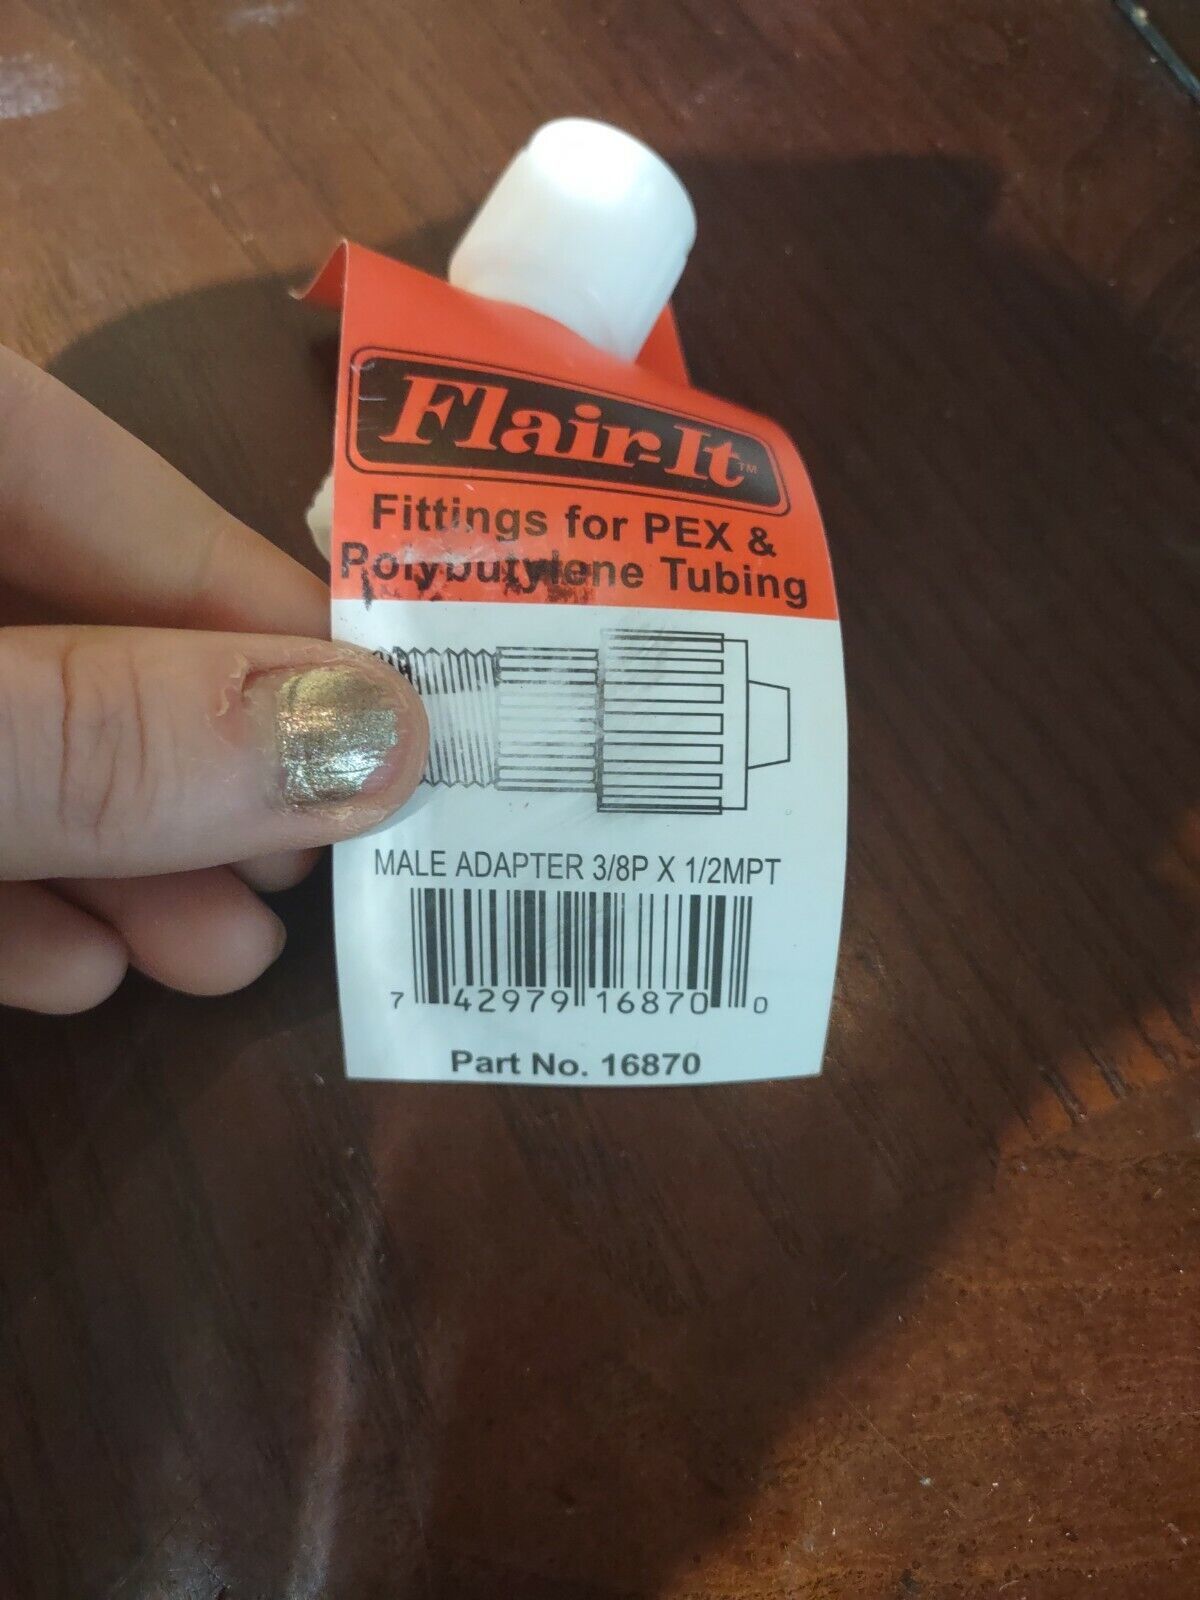 Flair-It™
Fittings for PEX &
Polybutylene Tubing
MALE ADAPTER 3/8P X 1/2MPT
7 42979 16870 0
Part No. 16870